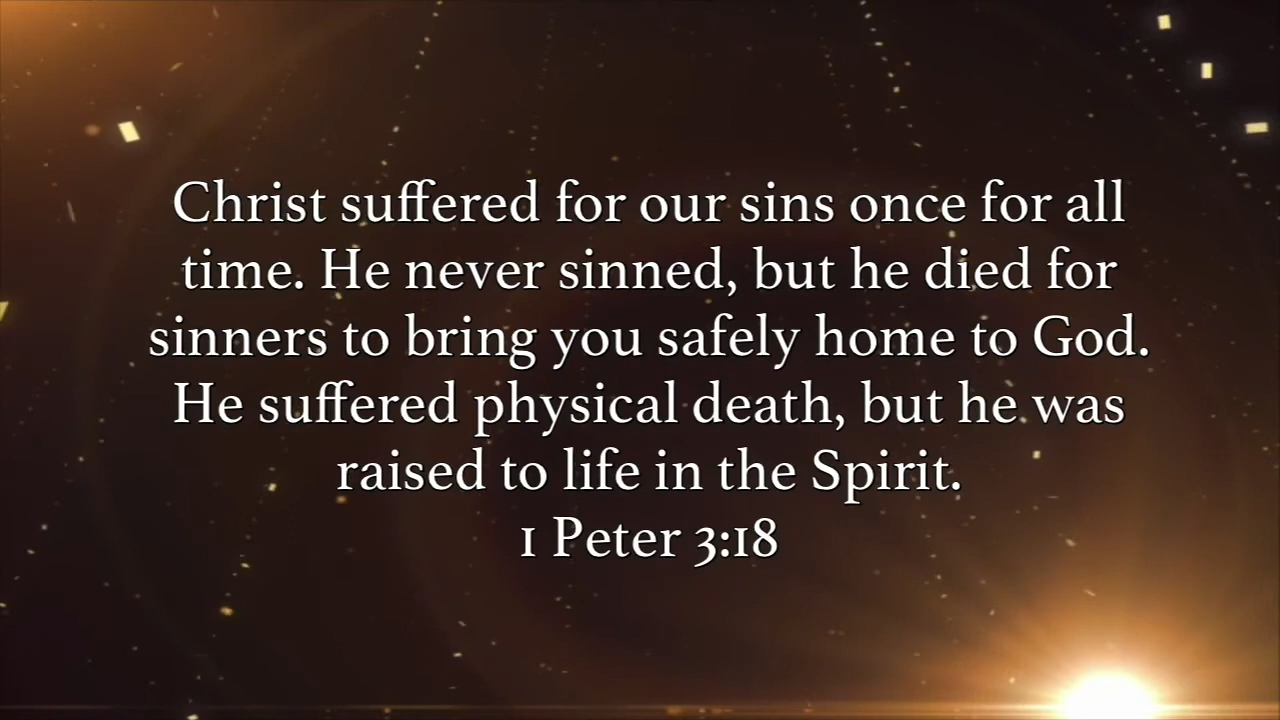 Christ suffered for our sins once for all
time. He never sinned, but he died for
sinners to bring you safely home to God.
He suffered physical death, but he was
raised to life in the Spirit.
1 Peter 3:18